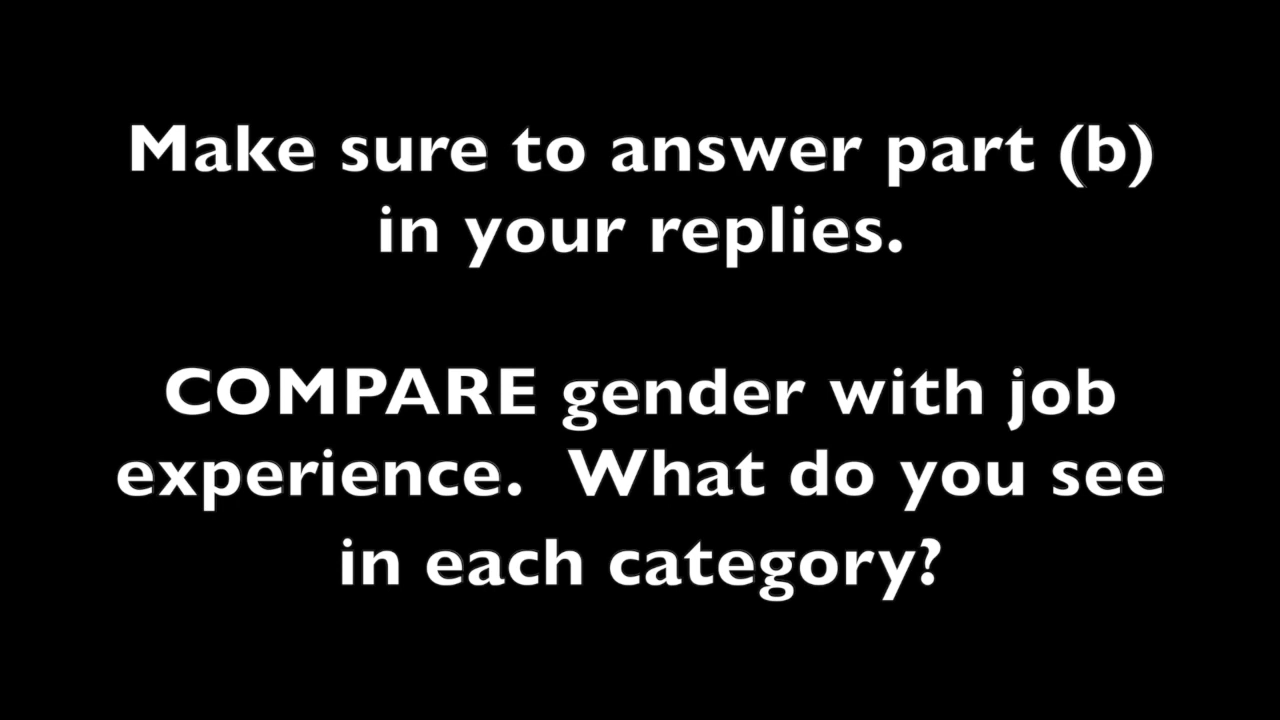 Make sure to answer part (b)
in your replies.
COMPARE gender with job
experience.  What do you see
in each category?